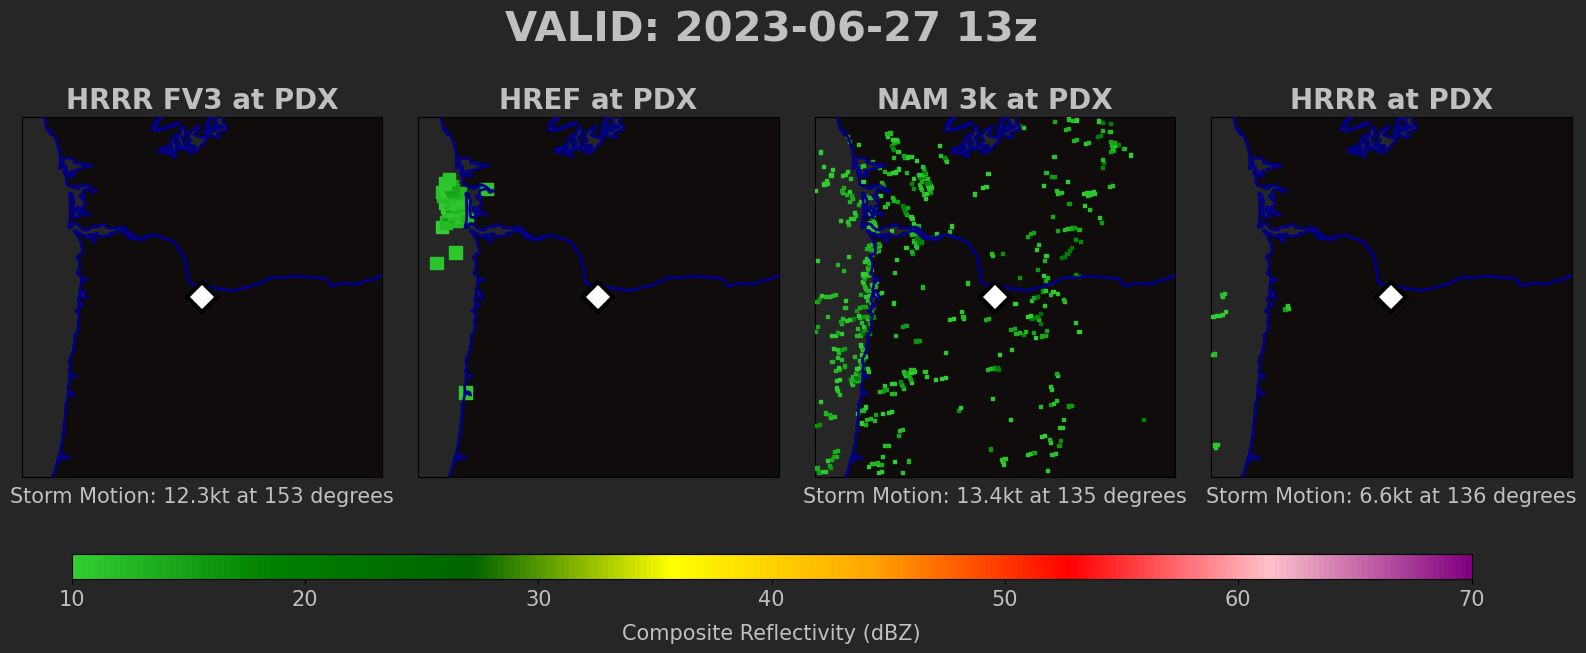 VALID: 2023-06-27 13z
HRRR FV3 at PDX
HREF at PDX
NAM 3k at PDX
HRRR at PDX
Storm Motion: 12.3kt at 153 degrees
Storm Motion: 13.4kt at 135 degrees
Storm Motion: 6.6kt at 136 degrees
10 20 30 40 50 60 70
Composite Reflectivity (dBZ)